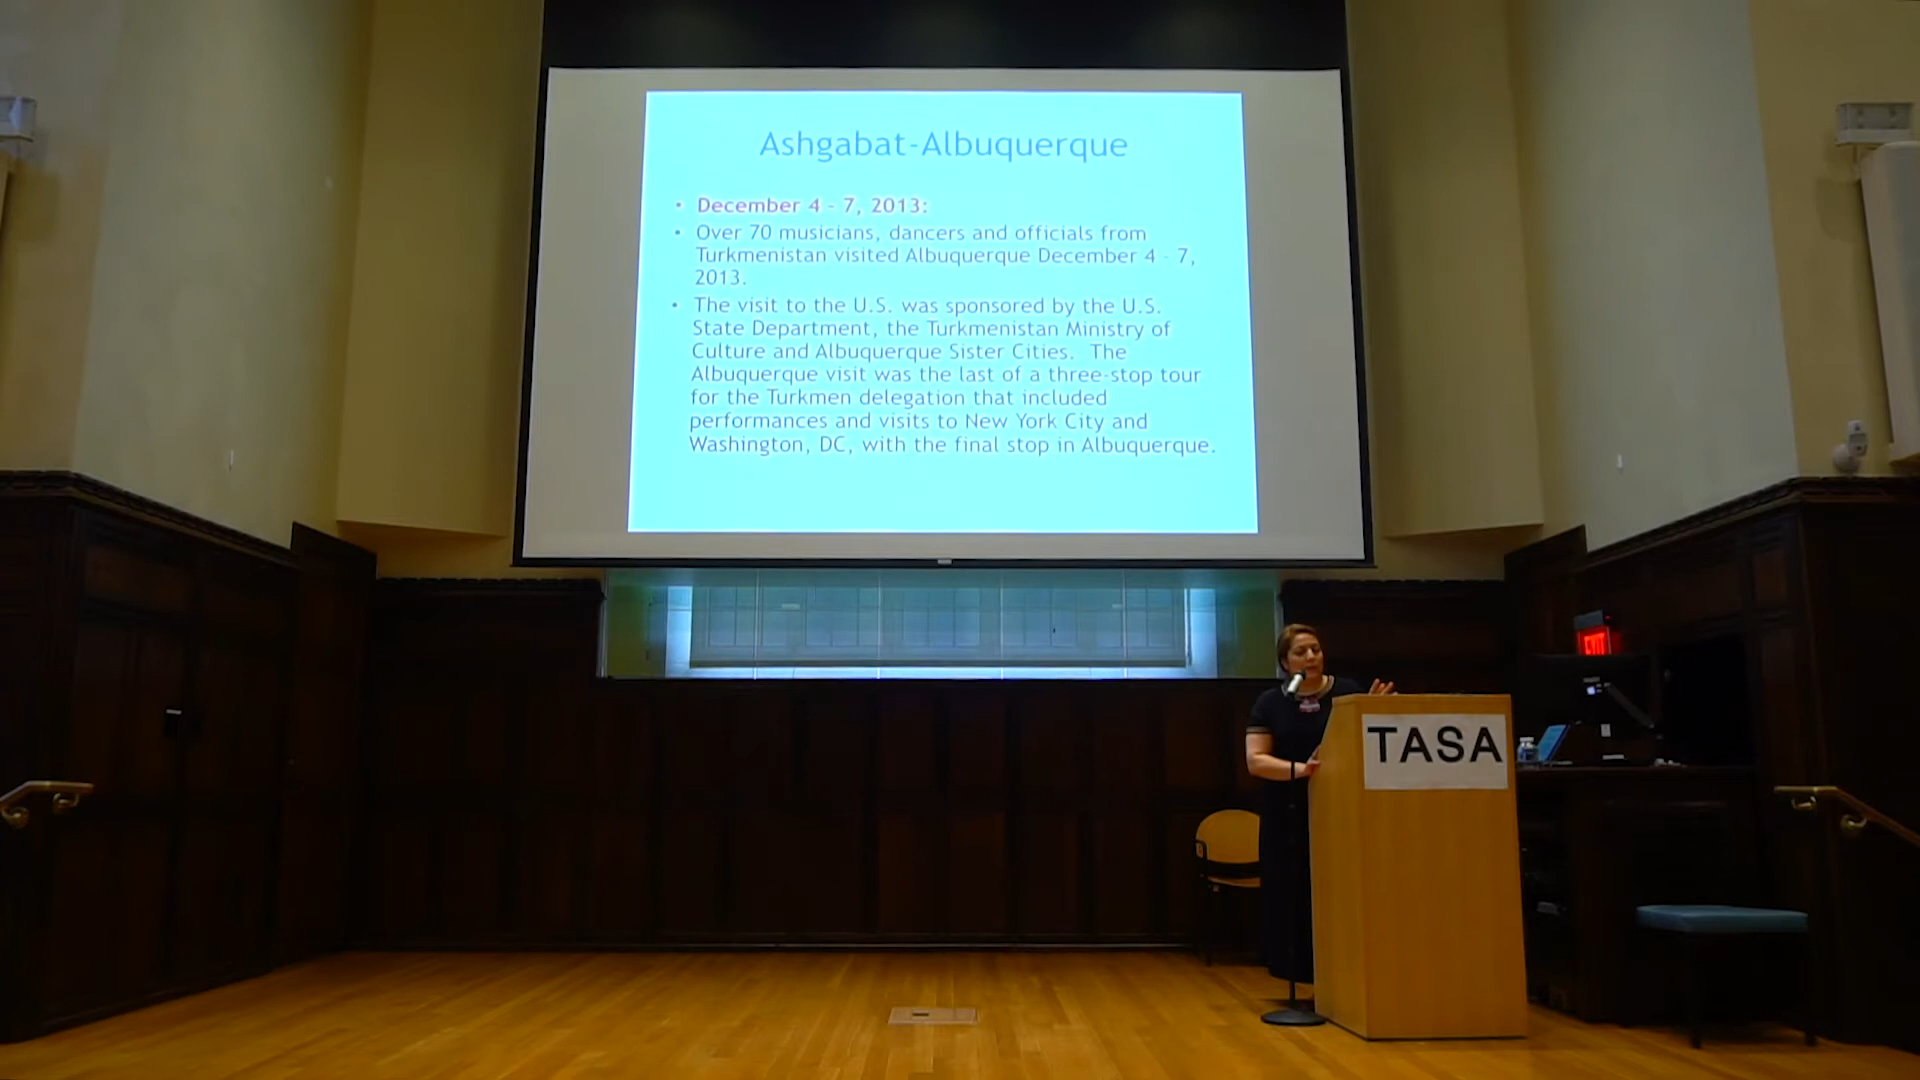 Ashgabat-Albuquerque
• December 4 - 7, 2013:
• Over 70 musicians, dancers and officials from
Turkmenistan visited Albuquerque December 4 - 7,
2013.
• The visit to the U.S. was sponsored by the U.S.
State Department, the Turkmenistan Ministry of
Culture and Albuquerque Sister Cities. The
Albuquerque visit was the last of a three-stop tour
for the Turkmen delegation that included
performances and visits to New York City and
Washington, DC, with the final stop in Albuquerque.
EXIT
TASA